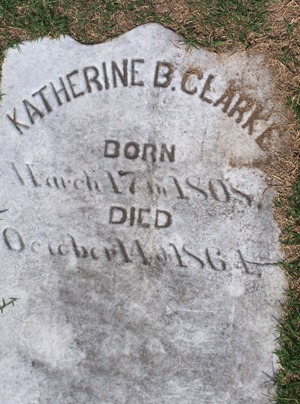 KATHERINE B. CLARKE
BORN
March 17th 1808.
DIED
October 14th 1864.